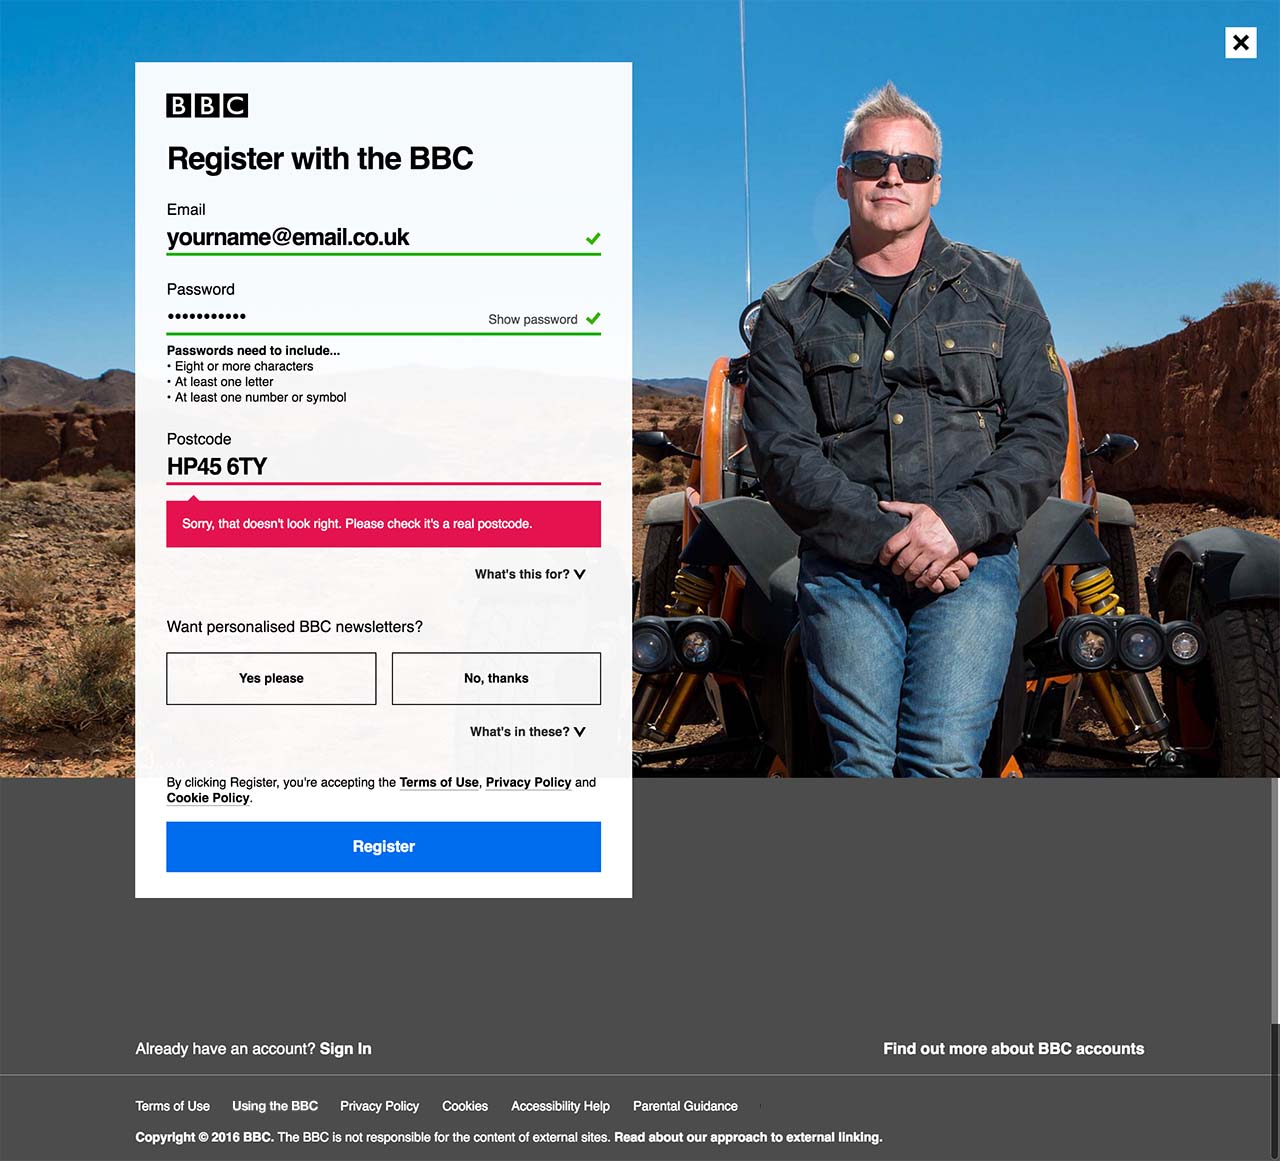 BBC
Register with the BBC
Email
yourname@email.co.uk
Password
•••••••••••
Show password
Passwords need to include...
• Eight or more characters
• At least one letter
• At least one number or symbol
Postcode
HP45 6TY
Sorry, that doesn't look right. Please check it's a real postcode.
What's this for?
Want personalised BBC newsletters?
Yes please
No, thanks
What's in these?
By clicking Register, you're accepting the Terms of Use, Privacy Policy and
Cookie Policy.
Register
Already have an account? Sign In
Find out more about BBC accounts
Terms of Use Using the BBC Privacy Policy Cookies Accessibility Help Parental Guidance
Copyright © 2016 BBC. The BBC is not responsible for the content of external sites. Read about our approach to external linking.